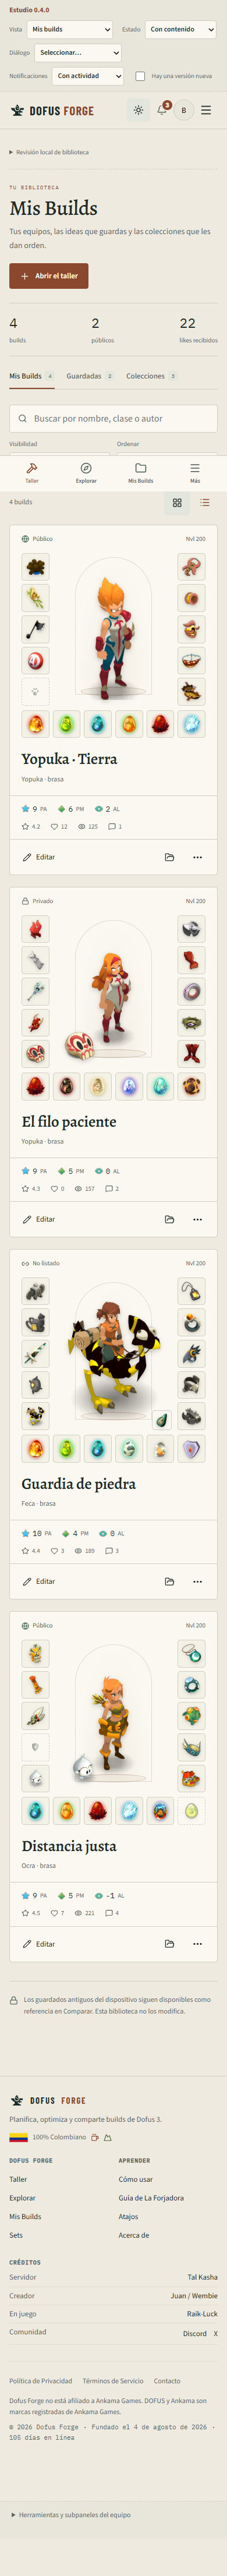 Estudio 0.4.0
Vista Mis builds Estado Con contenido
Diálogo Seleccionar...
Notificaciones Con actividad Hay una versión nueva
DOFUS FORGE 3 B
Revisión local de biblioteca
TU BIBLIOTECA
Mis Builds
Tus equipos, las ideas que guardas y las colecciones que les
dan orden.
Abrir el taller
4 2 22
builds públicos likes recibidos
Mis Builds 4 Guardadas 2 Colecciones 3
Buscar por nombre, clase o autor
Visibilidad Ordenar
Taller Explorar Mis Builds Más
4 builds
Público Nvl 200
Yopuka · Tierra
Yopuka · brasa
9 PA 6 PM 2 AL
4.2 12 125 1
Editar
Privado Nvl 200
El filo paciente
Yopuka · brasa
9 PA 5 PM 0 AL
4.3 0 157 2
Editar
No listado Nvl 200
Guardia de piedra
Feca · brasa
10 PA 4 PM 0 AL
4.4 3 189 3
Editar
Público Nvl 200
Distancia justa
Ocra · brasa
9 PA 5 PM -1 AL
4.5 7 221 4
Editar
Los guardados antiguos del dispositivo siguen disponibles como
referencia en Comparar. Esta biblioteca no los modifica.
DOFUS FORGE
Planifica, optimiza y comparte builds de Dofus 3.
100% Colombiano
DOFUS FORGE APRENDER
Taller Cómo usar
Explorar Guía de La Forjadora
Mis Builds Atajos
Sets Acerca de
CRÉDITOS
Servidor Tal Kasha
Creador Juan / Wembie
En juego Raik-Luck
Comunidad Discord X
Política de Privacidad Términos de Servicio Contacto
Dofus Forge no está afiliado a Ankama Games. DOFUS y Ankama son
marcas registradas de Ankama Games.
© 2026 Dofus Forge · Fundado el 4 de agosto de 2026 ·
105 días en línea
Herramientas y subpaneles del equipo